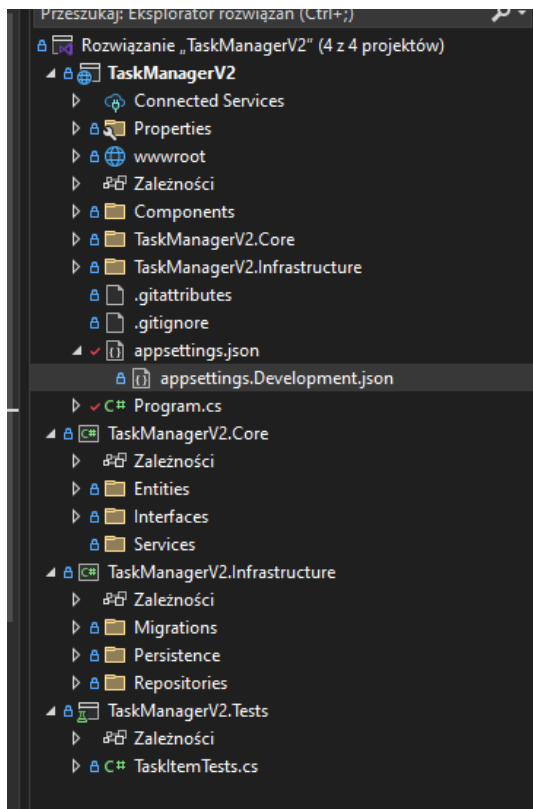 Przeszukaj: Eksplorator rozwiązań (Ctrl+;)
Rozwiązanie „TaskManagerV2" (4 z 4 projektów)
TaskManagerV2
Connected Services
Properties
wwwroot
Zależności
Components
TaskManagerV2.Core
TaskManagerV2.Infrastructure
.gitattributes
.gitignore
appsettings.json
appsettings.Development.json
C# Program.cs
C# TaskManagerV2.Core
Zależności
Entities
Interfaces
Services
C# TaskManagerV2.Infrastructure
Zależności
Migrations
Persistence
Repositories
TaskManagerV2.Tests
Zależności
C# TaskItemTests.cs